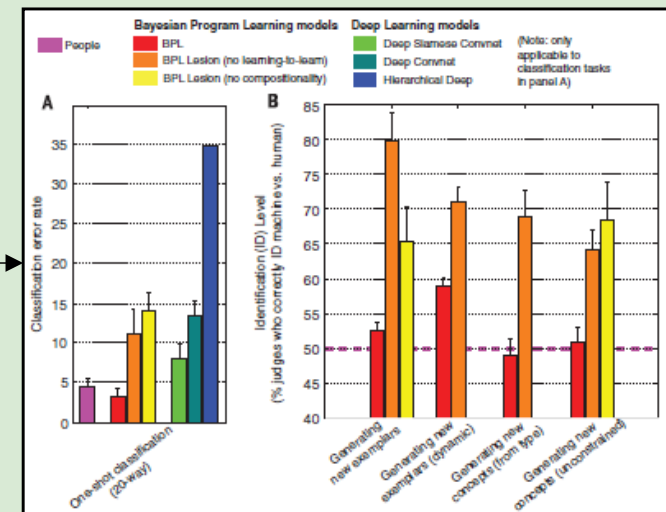 Bayesian Program Learning models
Deep Learning models
People
BPL
BPL Lesion (no learning-to-learn)
BPL Lesion (no compositionality)
Deep Siamese Convnet
Deep Convnet
Hierarchical Deep
(Note: only
applicable to
classification tasks
in panel A)
A
Classification error rate
35
30
25
20
15
10
5
0
One-shot classification
(20-way)
B
Identification (ID) Level
(% judges who correctly ID machine vs. human)
85
80
75
70
65
60
55
50
45
40
Generating
new exemplars
Generating new
exemplars (dynamic)
Generating new
concepts (from type)
Generating new
concepts (unconstrained)